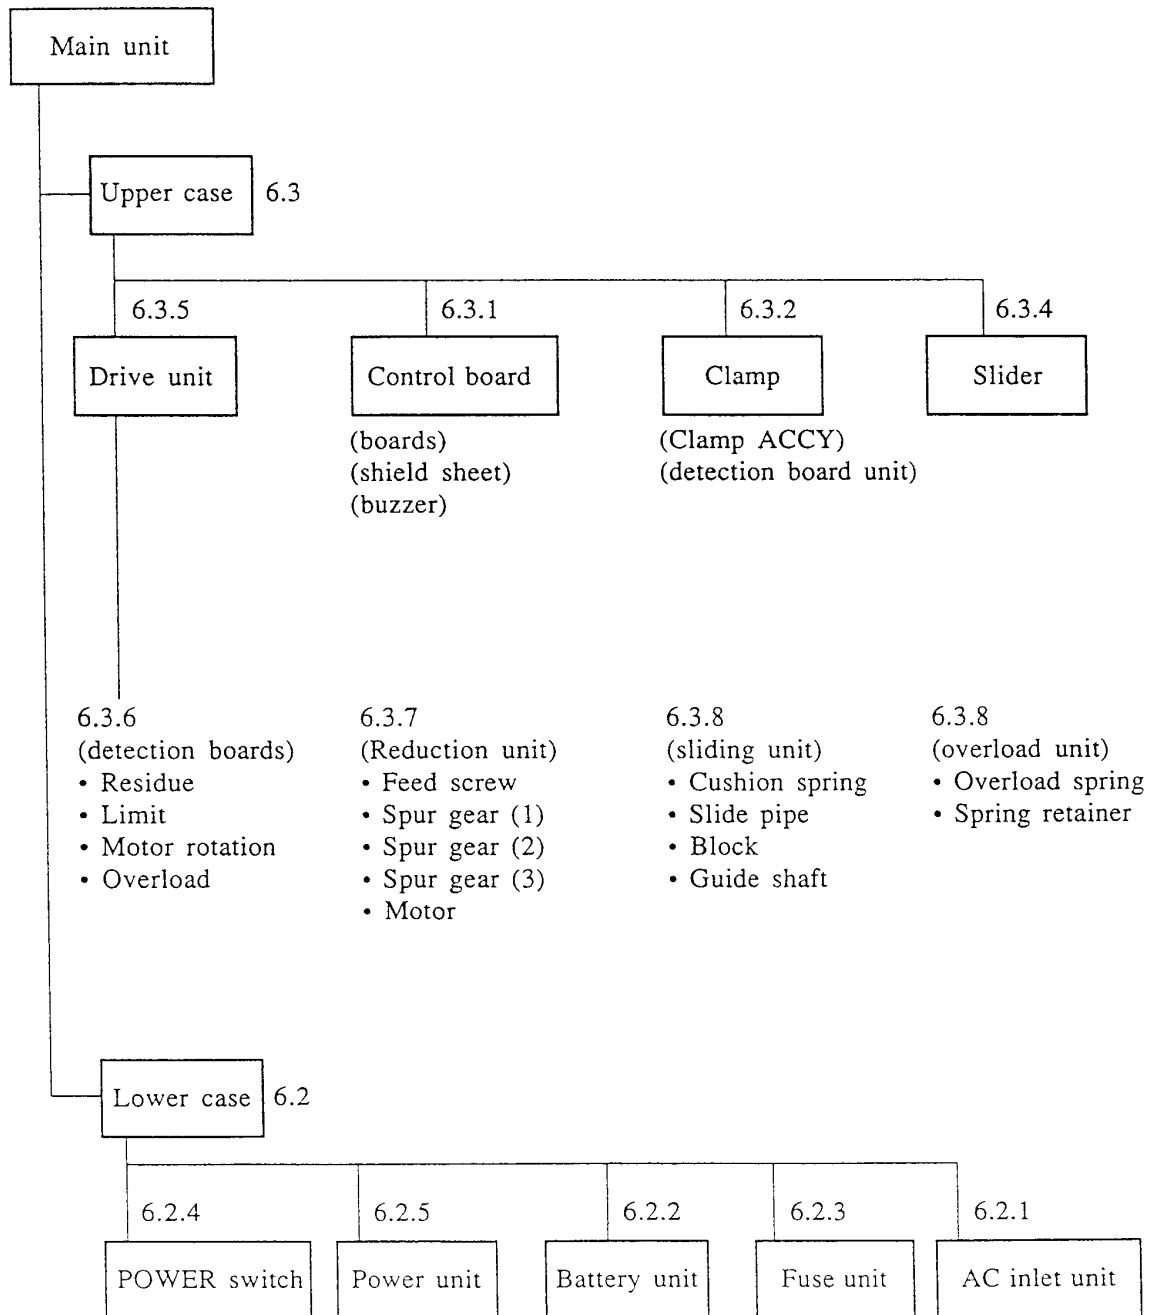 Main unit
Upper case 6.3
6.3.5 6.3.1 6.3.2 6.3.4
Drive unit Control board Clamp Slider
(boards) (Clamp ACCY)
(shield sheet) (detection board unit)
(buzzer)
6.3.6 6.3.7 6.3.8 6.3.8
(detection boards) (Reduction unit) (sliding unit) (overload unit)
• Residue • Feed screw • Cushion spring • Overload spring
• Limit • Spur gear (1) • Slide pipe • Spring retainer
• Motor rotation • Spur gear (2) • Block
• Overload • Spur gear (3) • Guide shaft
• Motor
Lower case 6.2
6.2.4 6.2.5 6.2.2 6.2.3 6.2.1
POWER switch Power unit Battery unit Fuse unit AC inlet unit